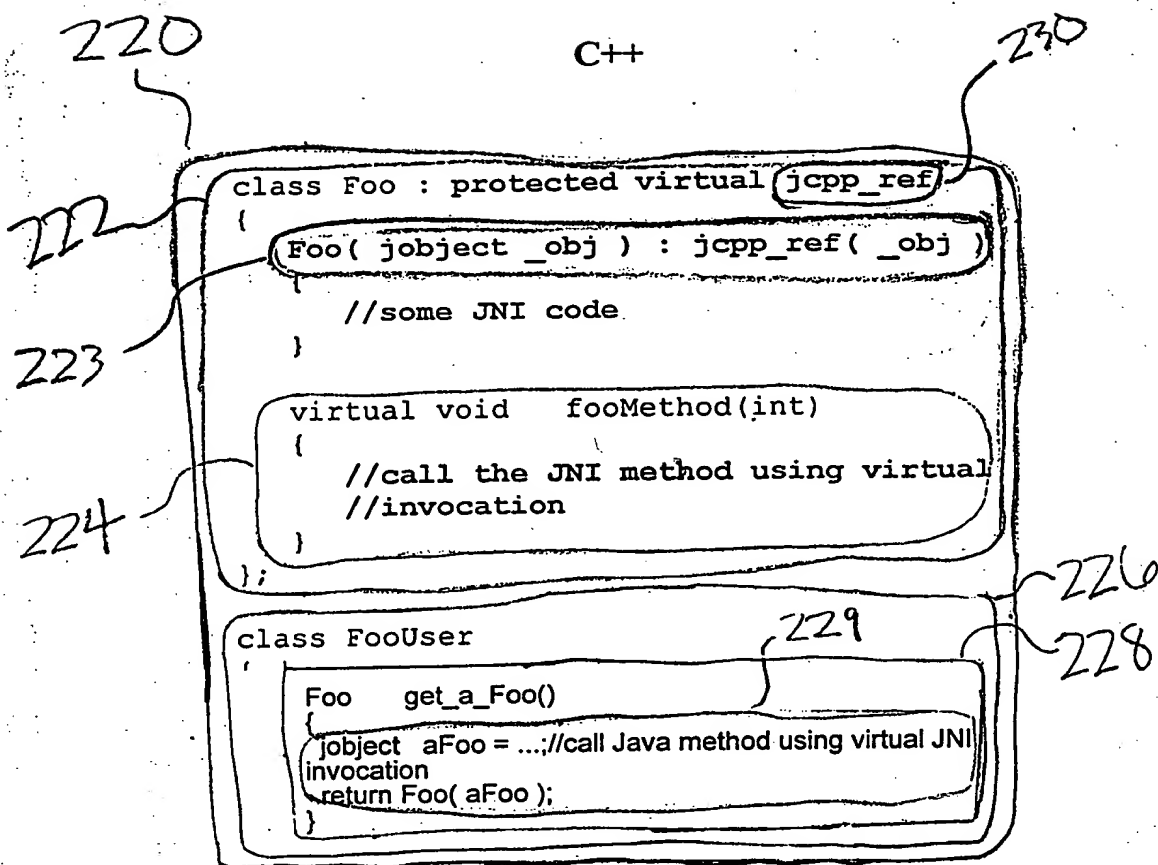 220
C++
230
class Foo : protected virtual jcpp_ref
222
{
Foo( jobject _obj ) : jcpp_ref( _obj )
{
//some JNI code
223
}
virtual void fooMethod(int)
{
//call the JNI method using virtual
//invocation
224
}
};
226
class FooUser
229
228
{
Foo get_a_Foo()
{
jobject aFoo = ...;//call Java method using virtual JNI
invocation
return Foo( aFoo );
}